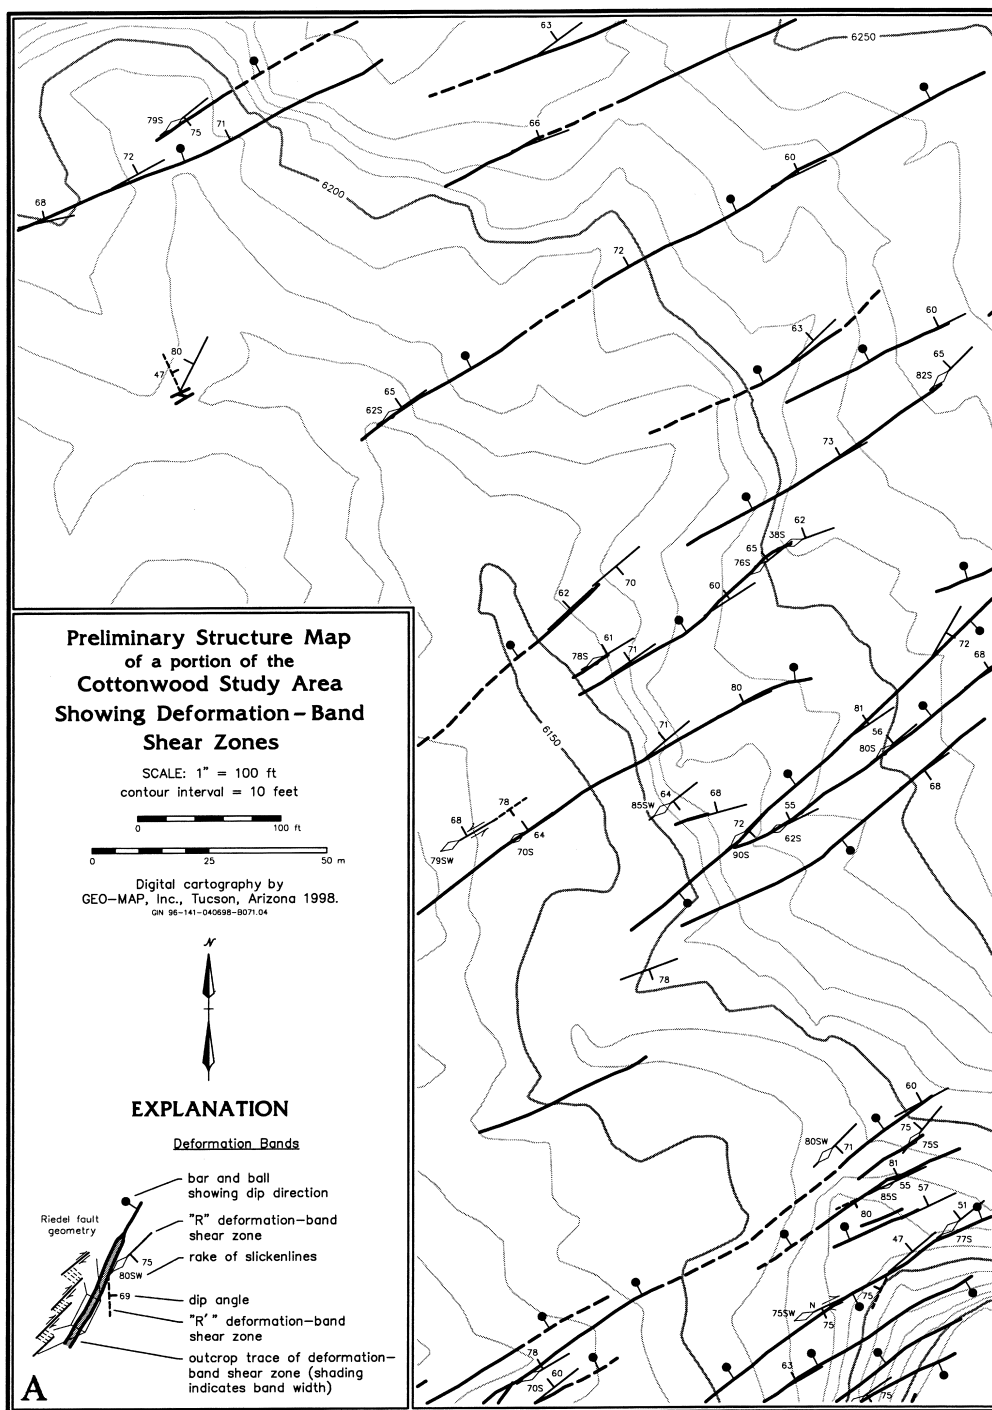 63
6250
79S
75
71
66
72
60
6200
68
72
60
63
80
47
65
82S
65
62S
73
62
38S
65
76S
70
62
60
61
78S
71
72
68
80
81
71
56
80S
6150
64
68
85SW
78
68
68
55
72
64
62S
79SW
70S
90S
78
60
75
80SW
71
75S
81
55
57
85S
80
51
77S
47
75
N
75SW
75
78
60
63
70S
75
Preliminary Structure Map
of a portion of the
Cottonwood Study Area
Showing Deformation-Band
Shear Zones
SCALE: 1" = 100 ft
contour interval = 10 feet
0 100 ft
0 25 50 m
Digital cartography by
GEO-MAP, Inc., Tucson, Arizona 1998.
GIN 96-141-040698-B071.04
N
EXPLANATION
Deformation Bands
bar and ball
showing dip direction
Riedel fault
geometry
"R" deformation-band
shear zone
75
rake of slickenlines
80SW
69
dip angle
"R'" deformation-band
shear zone
outcrop trace of deformation-
band shear zone (shading
indicates band width)
A